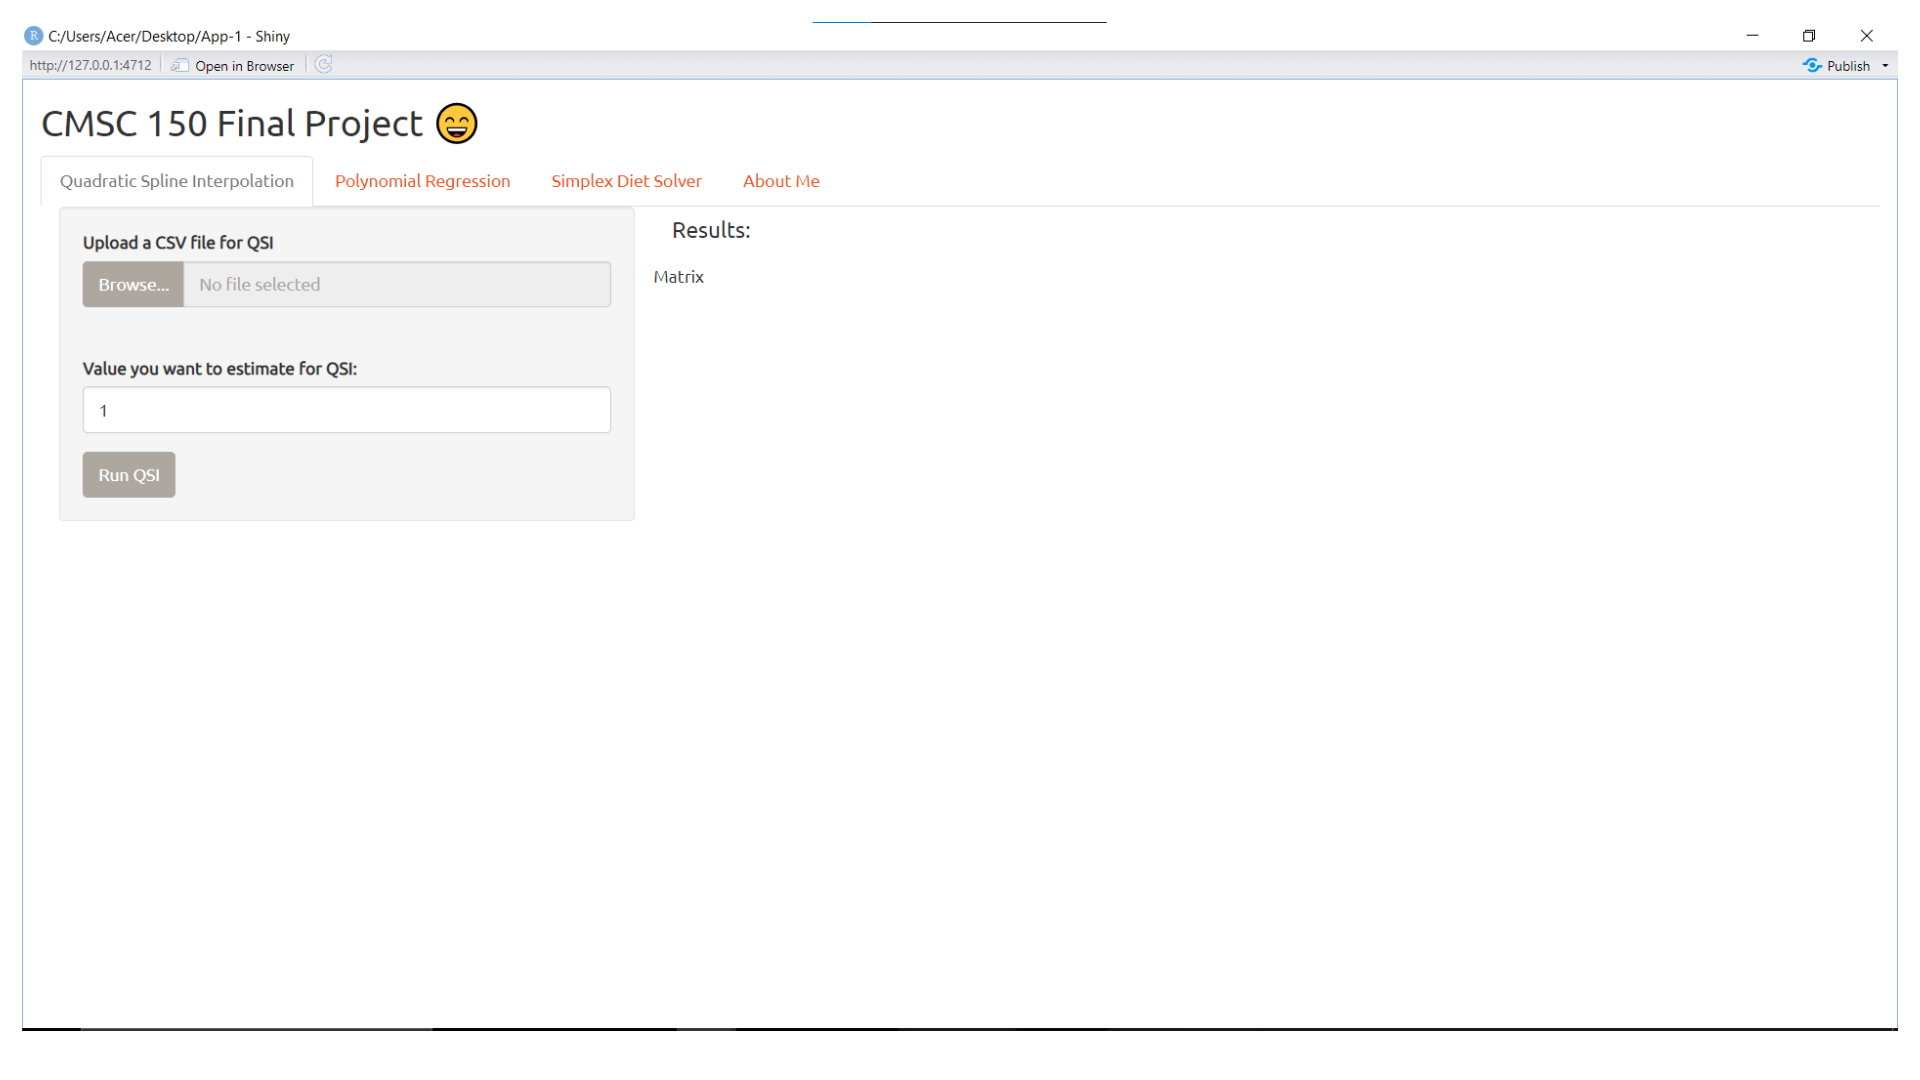 C:/Users/Acer/Desktop/App-1 - Shiny
http://127.0.0.1:4712 Open in Browser Publish
CMSC 150 Final Project
Quadratic Spline Interpolation Polynomial Regression Simplex Diet Solver About Me
Upload a CSV file for QSI
Browse... No file selected
Value you want to estimate for QSI:
1
Run QSI
Results:
Matrix